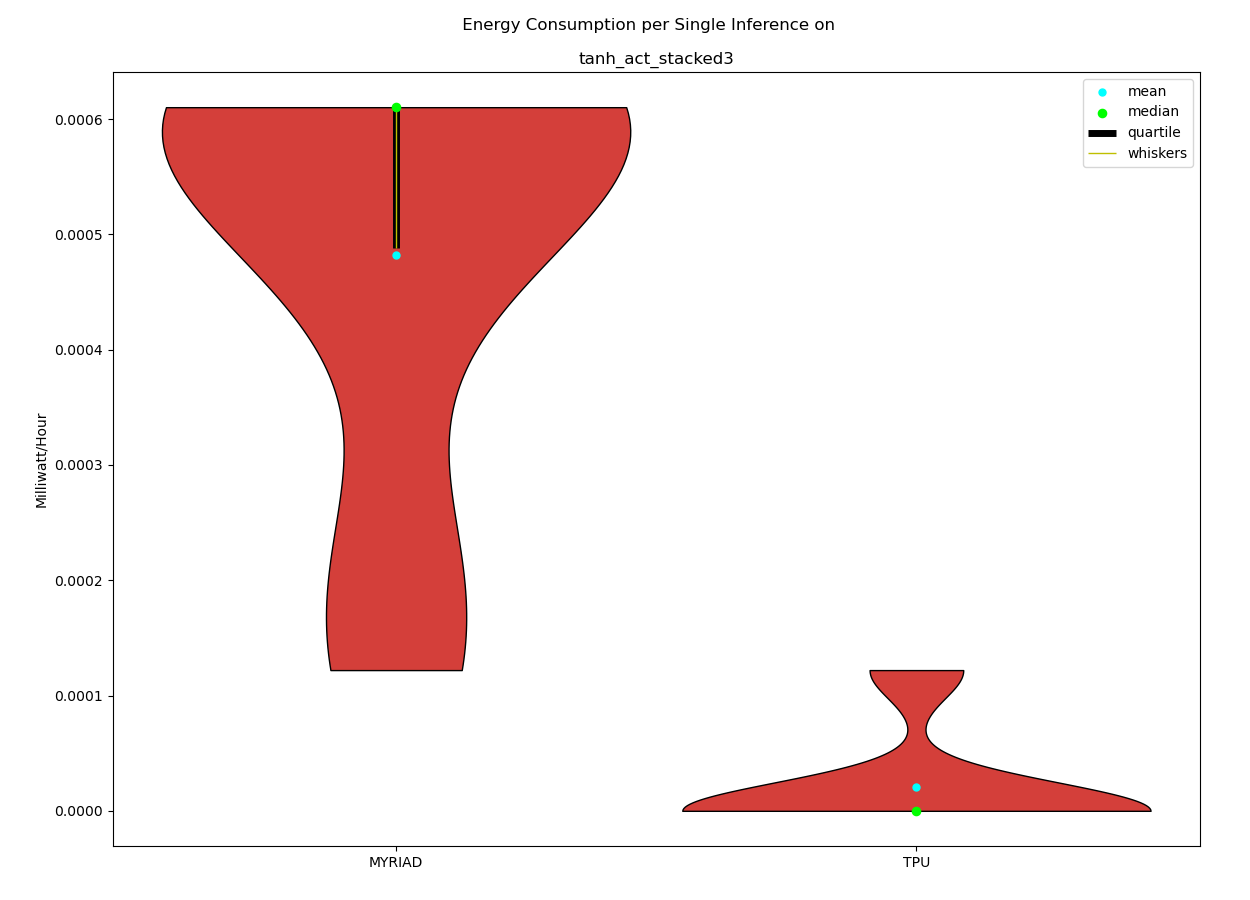 Energy Consumption per Single Inference on
tanh_act_stacked3
mean
median
quartile
whiskers
Milliwatt/Hour
0.0006
0.0005
0.0004
0.0003
0.0002
0.0001
0.0000
MYRIAD
TPU